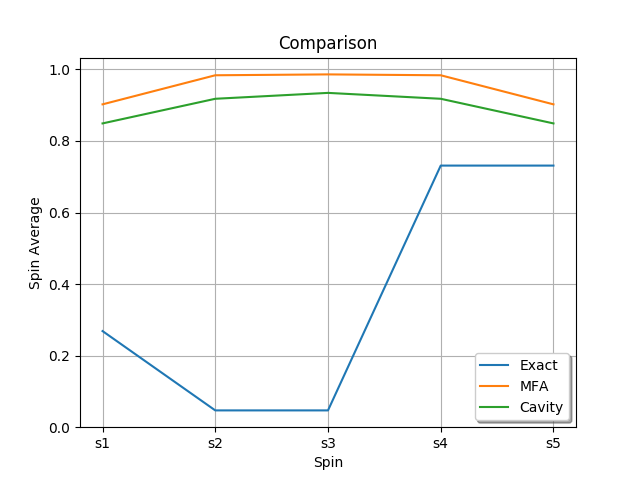 Comparison
1.0
0.8
0.6
0.4
0.2
0.0
Spin Average
s1 s2 s3 s4 s5
Spin
Exact
MFA
Cavity